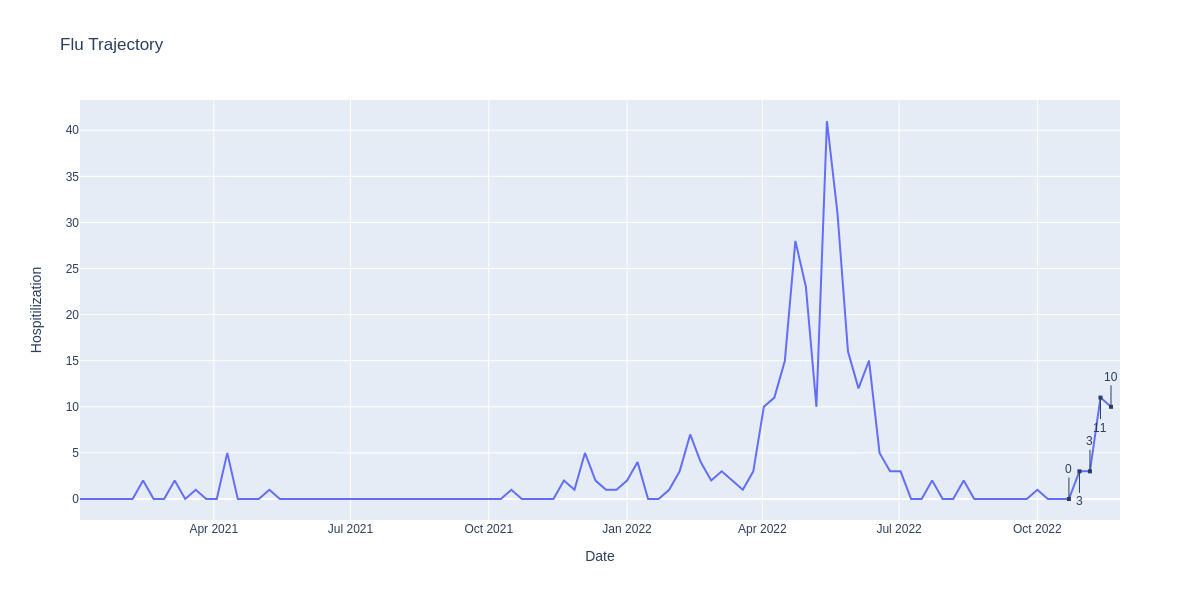 Flu Trajectory
Hospitilization
40
35
30
25
20
15
10
5
0
10
11
3
0
3
Apr 2021
Jul 2021
Oct 2021
Jan 2022
Apr 2022
Jul 2022
Oct 2022
Date